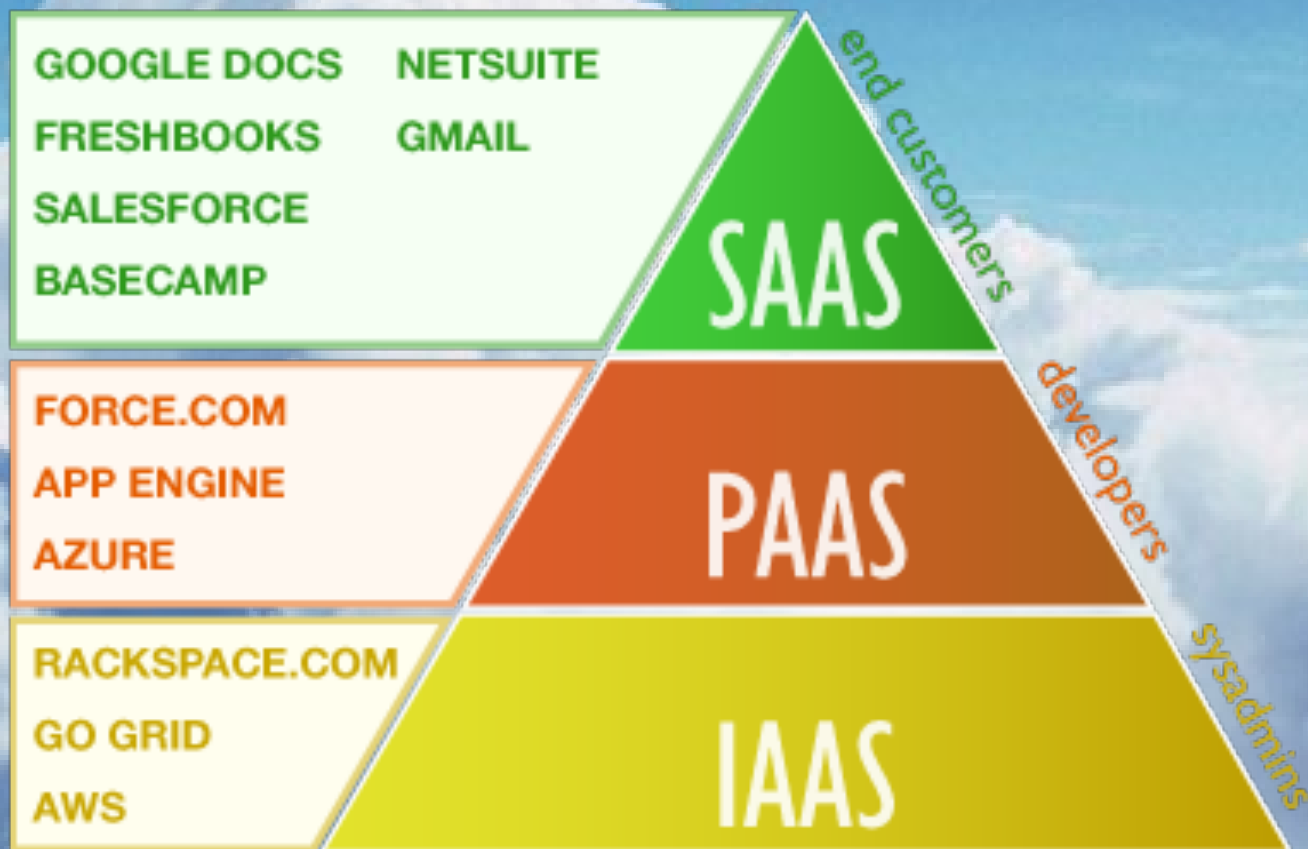 GOOGLE DOCS NETSUITE
FRESHBOOKS GMAIL
SALESFORCE
BASECAMP
SAAS
end customers
FORCE.COM
APP ENGINE
AZURE
PAAS
developers
RACKSPACE.COM
GO GRID
AWS
IAAS
sysadmins